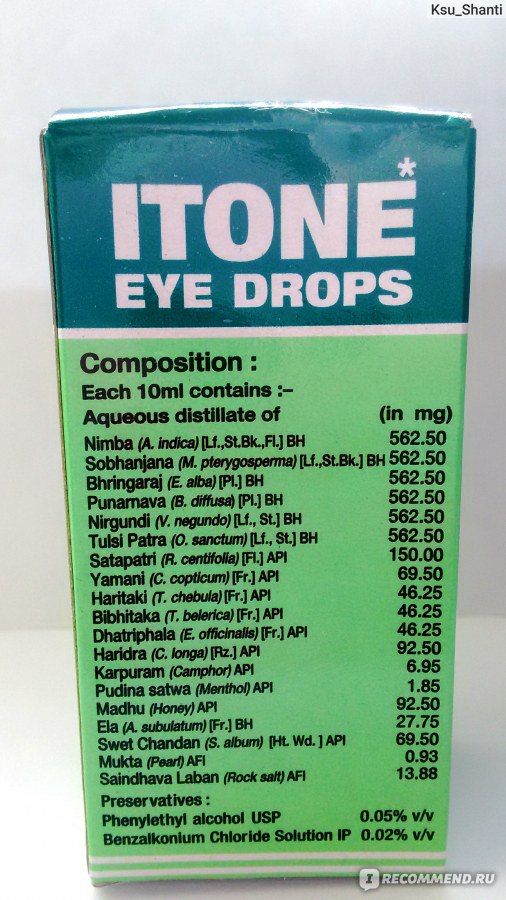 Ksu_Shanti
ITONE*
EYE DROPS
Composition :
Each 10ml contains :–
Aqueous distillate of (in mg)
Nimba (A. indica) [Lf.,St.Bk.,Fl.] BH 562.50
Sobhanjana (M. pterygosperma) [Lf.,St.Bk.] BH 562.50
Bhringaraj (E. alba) [Pl.] BH 562.50
Punarnava (B. diffusa) [Pl.] BH 562.50
Nirgundi (V. negundo) [Lf., St.] BH 562.50
Tulsi Patra (O. sanctum) [Lf., St.] BH 562.50
Satapatri (R. centifolia) [Fl.] API 150.00
Yamani (C. copticum) [Fr.] API 69.50
Haritaki (T. chebula) [Fr.] API 46.25
Bibhitaka (T. belerica) [Fr.] API 46.25
Dhatriphala (E. officinalis) [Fr.] API 46.25
Haridra (C. longa) [Rz.] API 92.50
Karpuram (Camphor) API 6.95
Pudina satwa (Menthol) API 1.85
Madhu (Honey) API 92.50
Ela (A. subulatum) [Fr.] BH 27.75
Swet Chandan (S. album) [Ht. Wd. ] API 69.50
Mukta (Pearl) AFI 0.93
Saindhava Laban (Rock salt) AFI 13.88
Preservatives :
Phenylethyl alcohol USP 0.05% v/v
Benzalkonium Chloride Solution IP 0.02% v/v
IRECOMMEND.RU